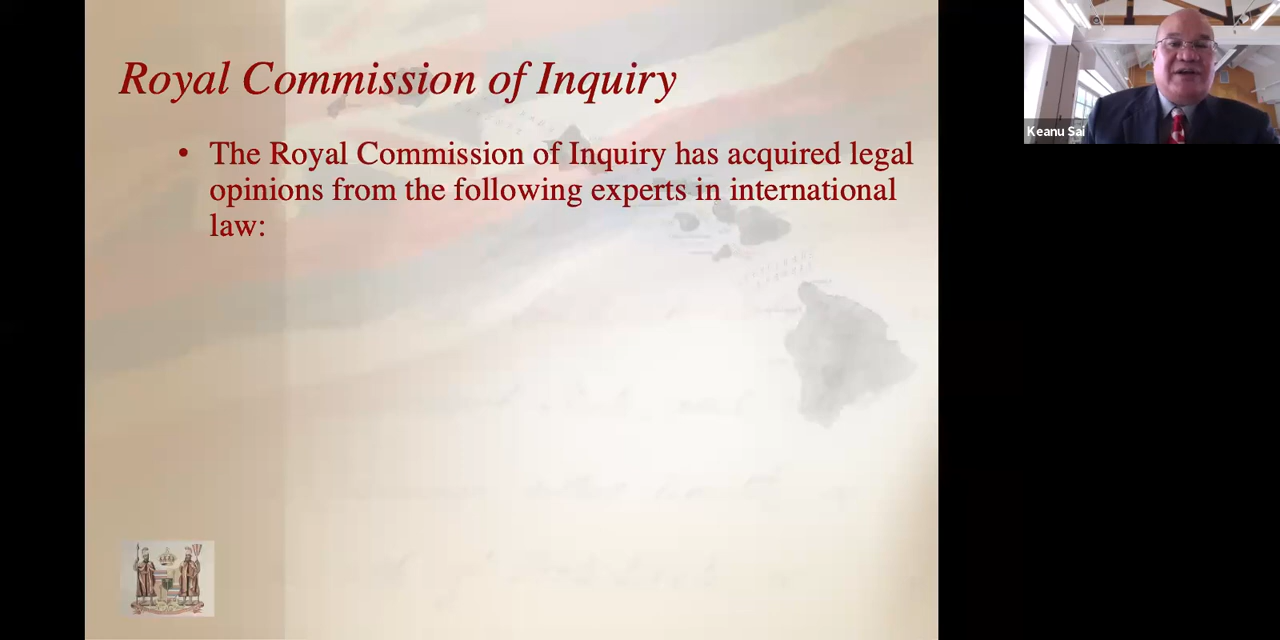 Royal Commission of Inquiry
• The Royal Commission of Inquiry has acquired legal
opinions from the following experts in international
law:
Keanu Sai